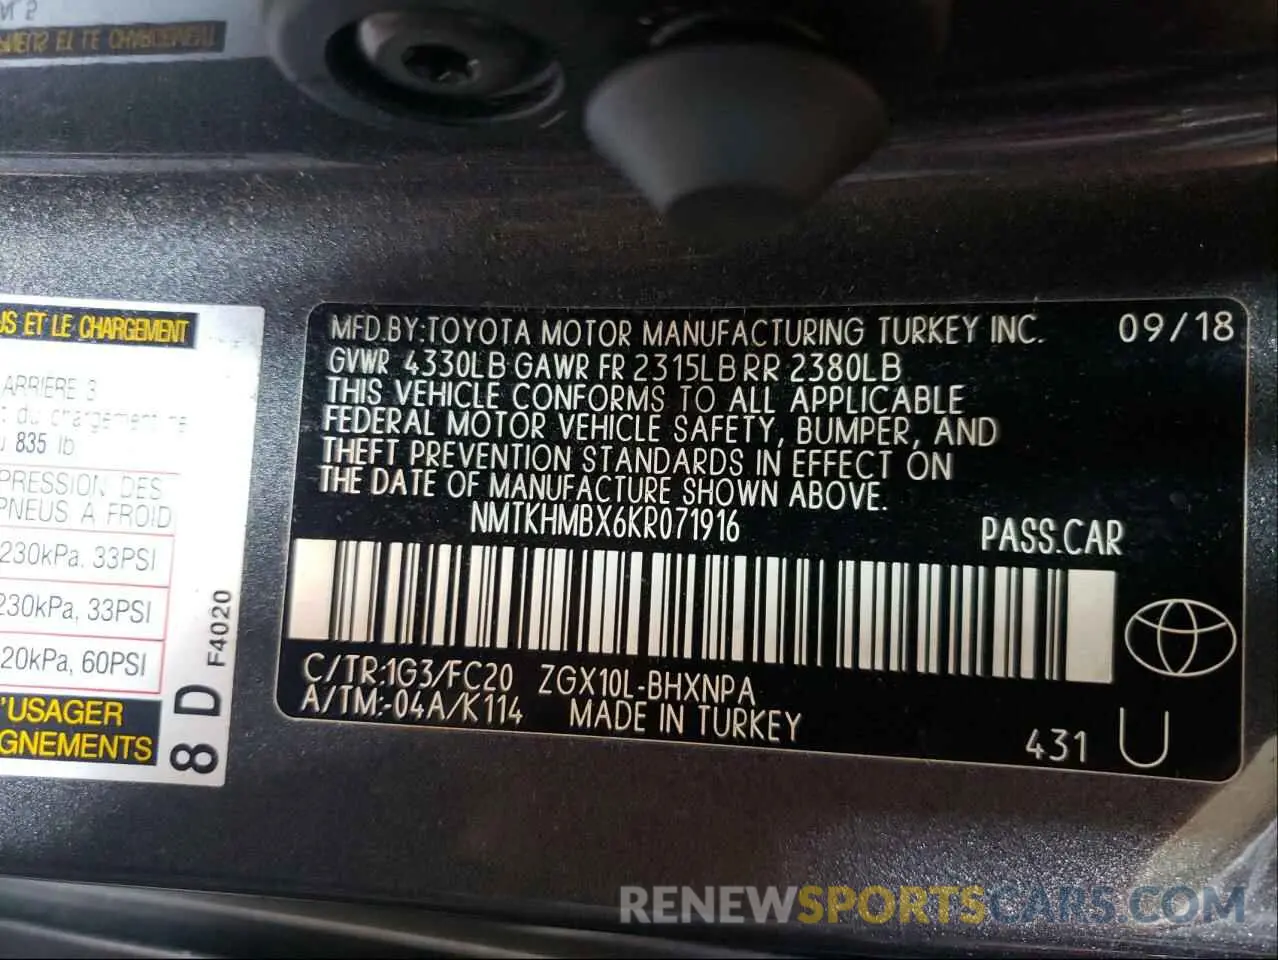 US ET LE CHARGEMENT
ARRIÈRE 3
t du chargement ne
835 lb
PRESSION DES
PNEUS À FROID
230kPa, 33PSI
230kPa, 33PSI
20kPa, 60PSI
'USAGER
GNEMENTS
F4020
8 D
MFD.BY:TOYOTA MOTOR MANUFACTURING TURKEY INC. 09/18
GVWR 4330LB GAWR FR 2315LB RR 2380LB
THIS VEHICLE CONFORMS TO ALL APPLICABLE
FEDERAL MOTOR VEHICLE SAFETY, BUMPER, AND
THEFT PREVENTION STANDARDS IN EFFECT ON
THE DATE OF MANUFACTURE SHOWN ABOVE.
NMTKHMBX6KR071916 PASS.CAR
C/TR:1G3/FC20 ZGX10L-BHXNPA
A/TM:-04A/K114 MADE IN TURKEY
431 U
RENEWSPORTSCARS.COM